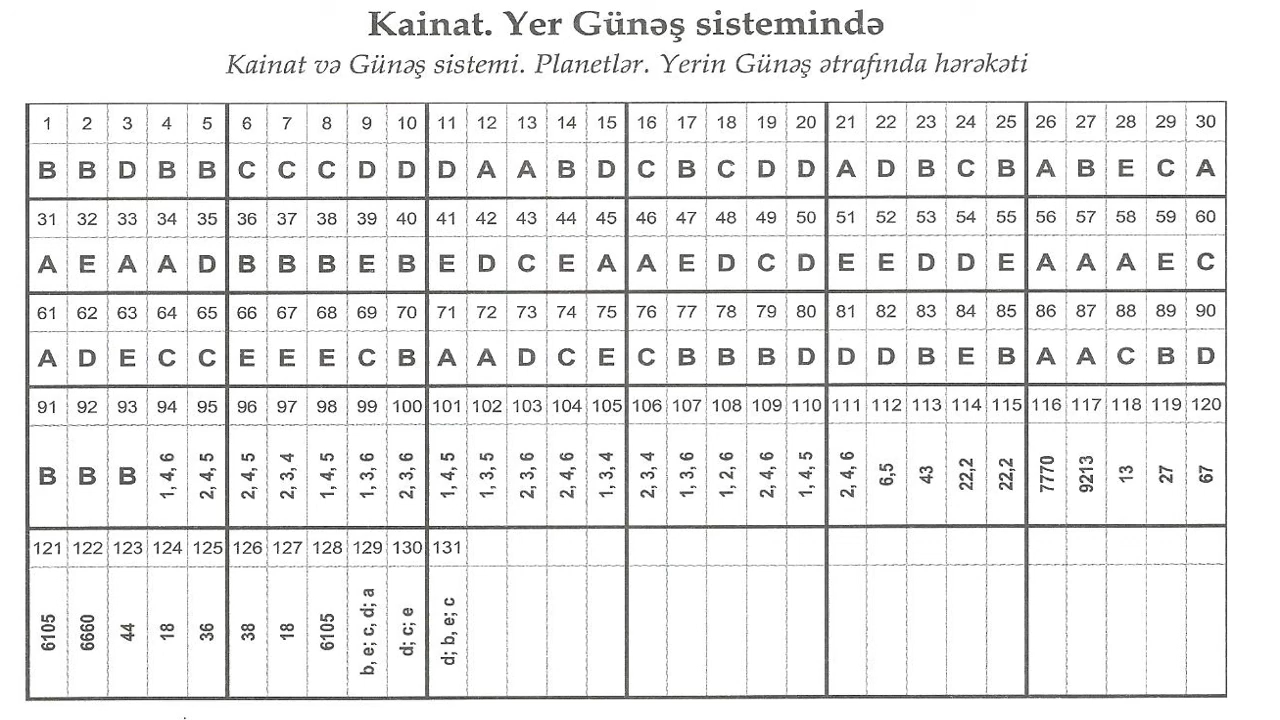 Kainat. Yer Günəş sistemində
Kainat və Günəş sistemi. Planetlər. Yerin Günəş ətrafında hərəkəti
1 2 3 4 5 6 7 8 9 10 11 12 13 14 15 16 17 18 19 20 21 22 23 24 25 26 27 28 29 30
B B D B B C C C D D D A A B D C B C D D A D B C B A B E C A
31 32 33 34 35 36 37 38 39 40 41 42 43 44 45 46 47 48 49 50 51 52 53 54 55 56 57 58 59 60
A E A A D B B B E B E D C E A A E D C D E E D D E A A A E C
61 62 63 64 65 66 67 68 69 70 71 72 73 74 75 76 77 78 79 80 81 82 83 84 85 86 87 88 89 90
A D E C C E E E C B A A D C E C B B B D D D B E B A A C B D
91 92 93 94 95 96 97 98 99 100 101 102 103 104 105 106 107 108 109 110 111 112 113 114 115 116 117 118 119 120
B B B 1, 4, 6 2, 4, 5 2, 4, 5 2, 3, 4 1, 4, 5 1, 3, 6 2, 3, 6 1, 4, 5 1, 3, 5 2, 3, 6 2, 4, 6 1, 3, 4 2, 3, 4 1, 3, 6 1, 2, 6 2, 4, 6 1, 4, 5 2, 4, 6 6,5 43 22,2 22,2 7770 9213 13 27 67
121 122 123 124 125 126 127 128 129 130 131
6105 6660 44 18 36 38 18 6105 b, e; c, d; a d; c; e d; b, e; c